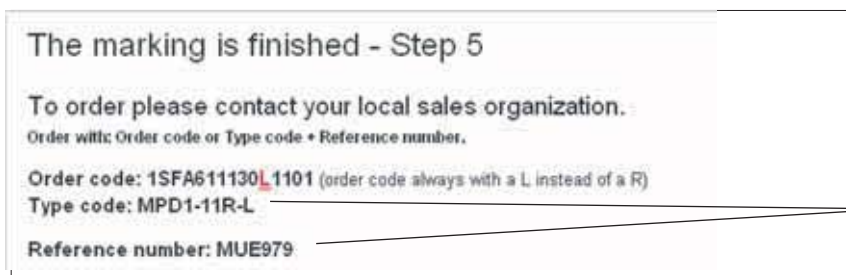 The marking is finished - Step 5
To order please contact your local sales organization.
Order with: Order code or Type code + Reference number.
Order code: 1SFA611130L1101 (order code always with a L instead of a R)
Type code: MPD1-11R-L
Reference number: MUE979